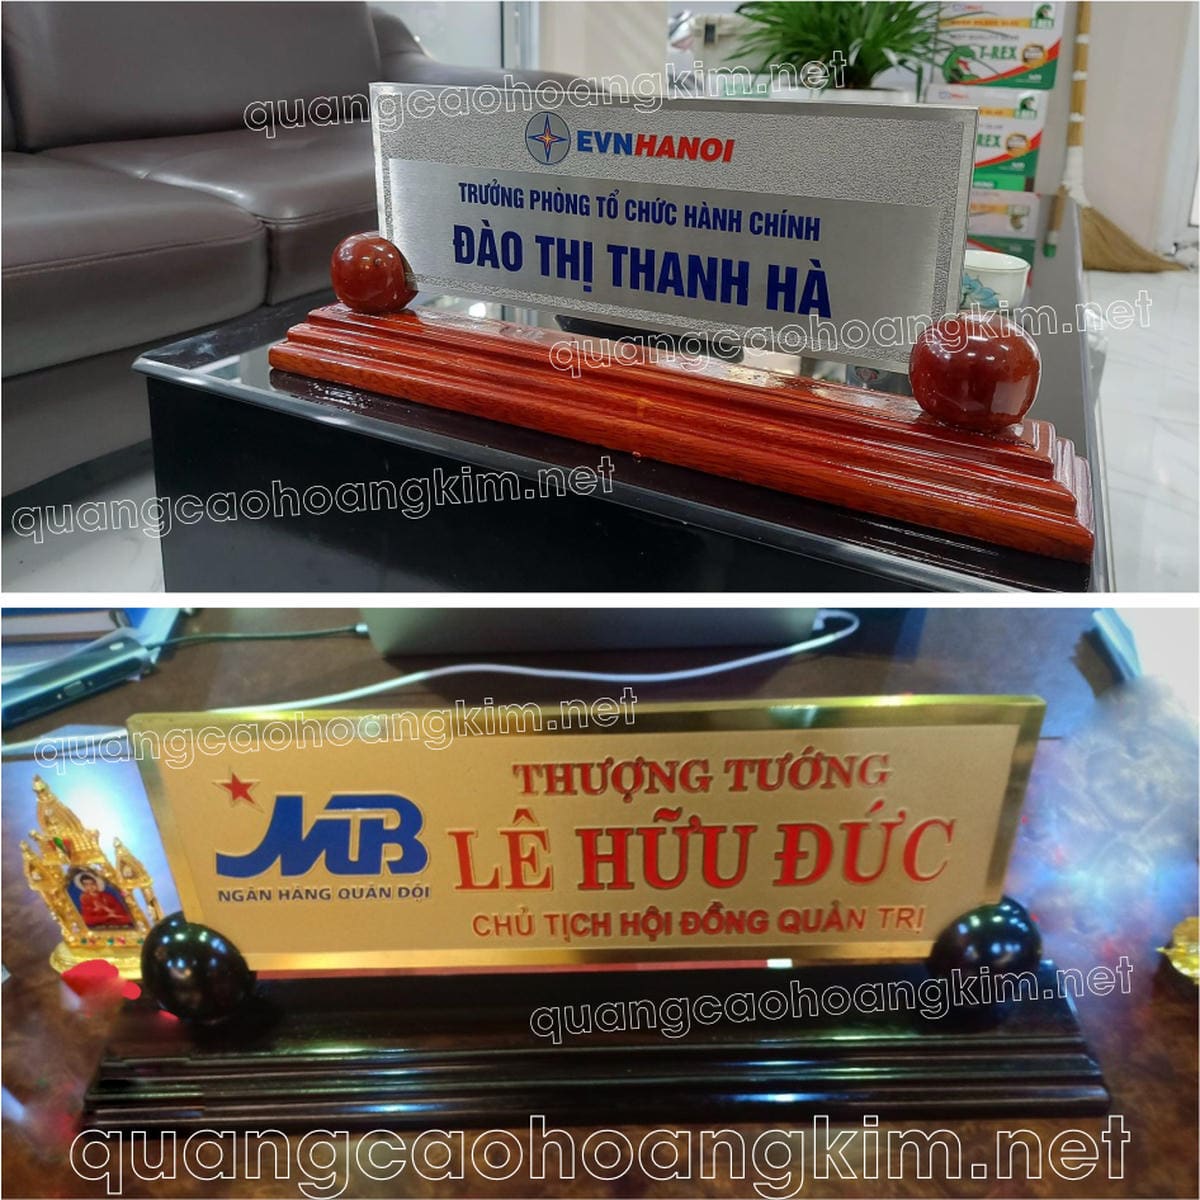 quangcaohoangkim.net
T-REX
REX
EVNHANOI
TRƯỞNG PHÒNG TỔ CHỨC HÀNH CHÍNH
ĐÀO THỊ THANH HÀ
quangcaohoangkim.net
quangcaohoangkim.net
quangcaohoangkim.net
THƯỢNG TƯỚNG
MB
LÊ HỮU ĐỨC
NGÂN HÀNG QUÂN ĐỘI
CHỦ TỊCH HỘI ĐỒNG QUẢN TRỊ
quangcaohoangkim.net
quangcaohoangkim.net